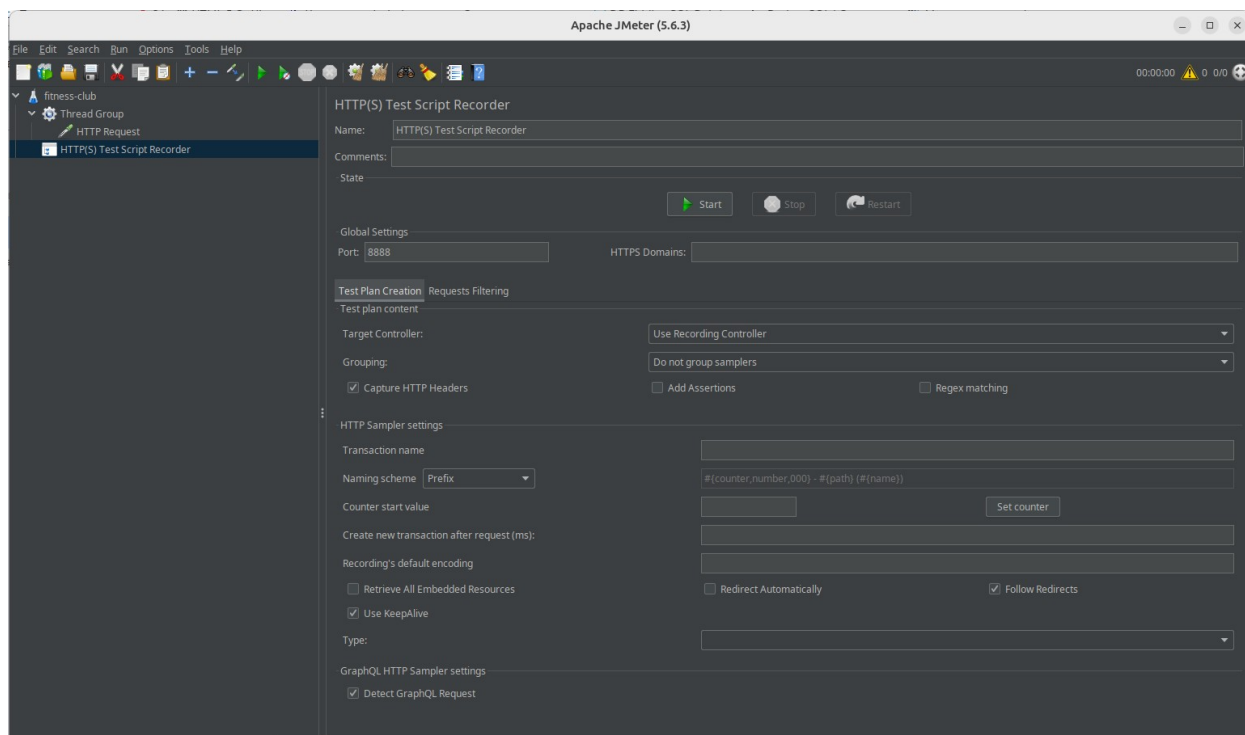 Apache JMeter (5.6.3)
File Edit Search Run Options Tools Help
00:00:00 0 0/0
fitness-club
Thread Group
HTTP Request
HTTP(S) Test Script Recorder
HTTP(S) Test Script Recorder
Name: HTTP(S) Test Script Recorder
Comments:
State
Start Stop Restart
Global Settings
Port: 8888 HTTPS Domains:
Test Plan Creation Requests Filtering
Test plan content
Target Controller: Use Recording Controller
Grouping: Do not group samplers
Capture HTTP Headers Add Assertions Regex matching
HTTP Sampler settings
Transaction name
Naming scheme Prefix #{counter,number,000} - #{path} (#{name})
Counter start value Set counter
Create new transaction after request (ms):
Recording's default encoding
Retrieve All Embedded Resources Redirect Automatically Follow Redirects
Use KeepAlive
Type:
GraphQL HTTP Sampler settings
Detect GraphQL Request